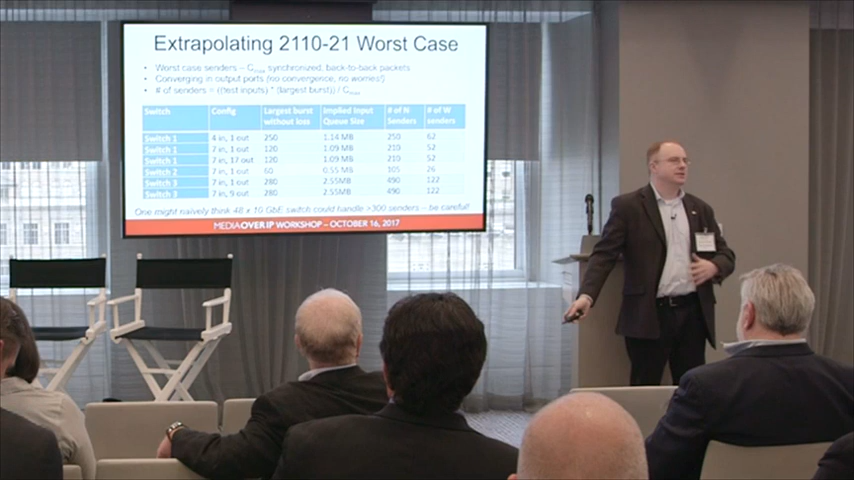 Extrapolating 2110-21 Worst Case
• Worst case senders – Cmax synchronized, back-to-back packets
• Converging in output ports (no convergence, no worries!)
• # of senders = ((test inputs) * (largest burst)) / Cmax
Switch Config Largest burst without loss Implied Input Queue Size # of N Senders # of W senders
Switch 1 4 in, 1 out 250 1.14 MB 250 62
Switch 1 7 in, 1 out 120 1.09 MB 210 52
Switch 1 7 in, 17 out 120 1.09 MB 210 52
Switch 2 7 in, 1 out 60 0.55 MB 105 26
Switch 3 7 in, 1 out 280 2.55MB 490 122
Switch 3 7 in, 9 out 280 2.55MB 490 122
One might naively think 48 x 10 GbE switch could handle >300 senders – be careful!
MEDIA OVER IP WORKSHOP – OCTOBER 16, 2017